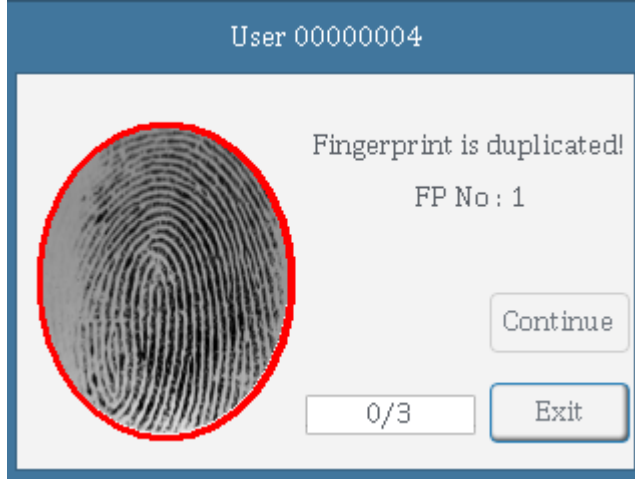 User 00000004
Fingerprint is duplicated!
FP No : 1
Continue
0/3
Exit